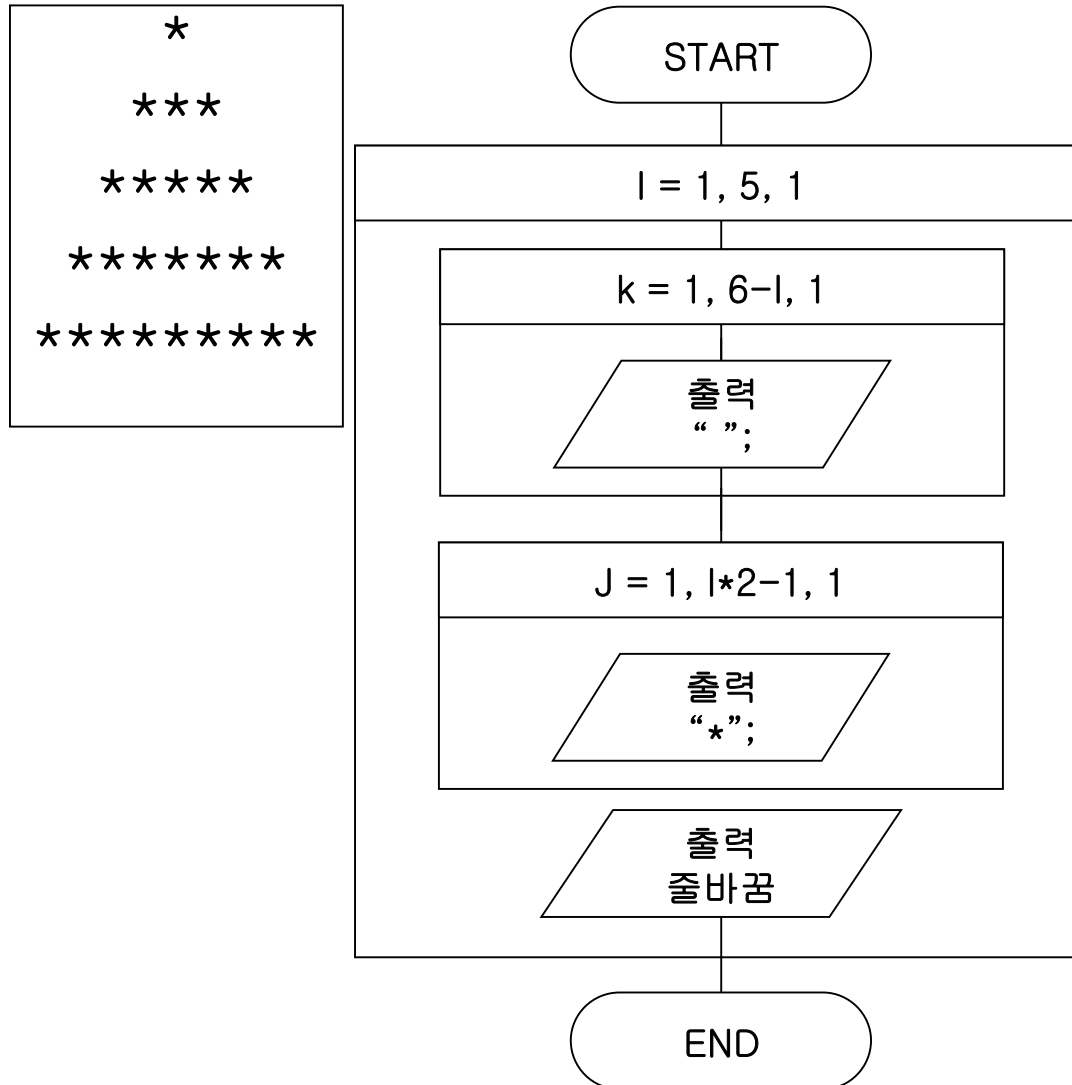 *
***
*****
*******
*********
START
I = 1, 5, 1
k = 1, 6-I, 1
출력
“ ”;
J = 1, I*2-1, 1
출력
“*”;
출력
줄바꿈
END